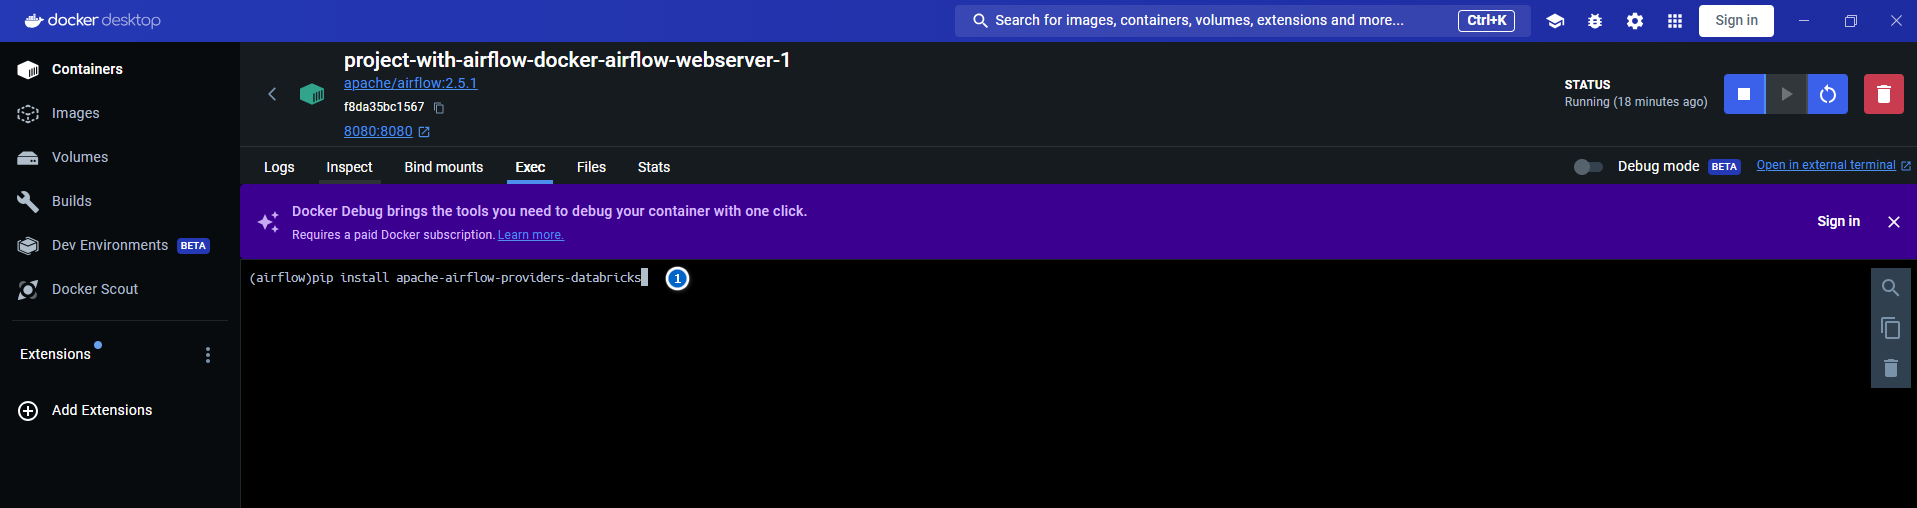 docker desktop
Search for images, containers, volumes, extensions and more...
Ctrl+K
Sign in
Containers
Images
Volumes
Builds
Dev Environments BETA
Docker Scout
Extensions
Add Extensions
project-with-airflow-docker-airflow-webserver-1
apache/airflow:2.5.1
f8da35bc1567
8080:8080
STATUS
Running (18 minutes ago)
Logs Inspect Bind mounts Exec Files Stats
Debug mode BETA Open in external terminal
Docker Debug brings the tools you need to debug your container with one click.
Requires a paid Docker subscription. Learn more.
Sign in
(airflow)pip install apache-airflow-providers-databricks
1